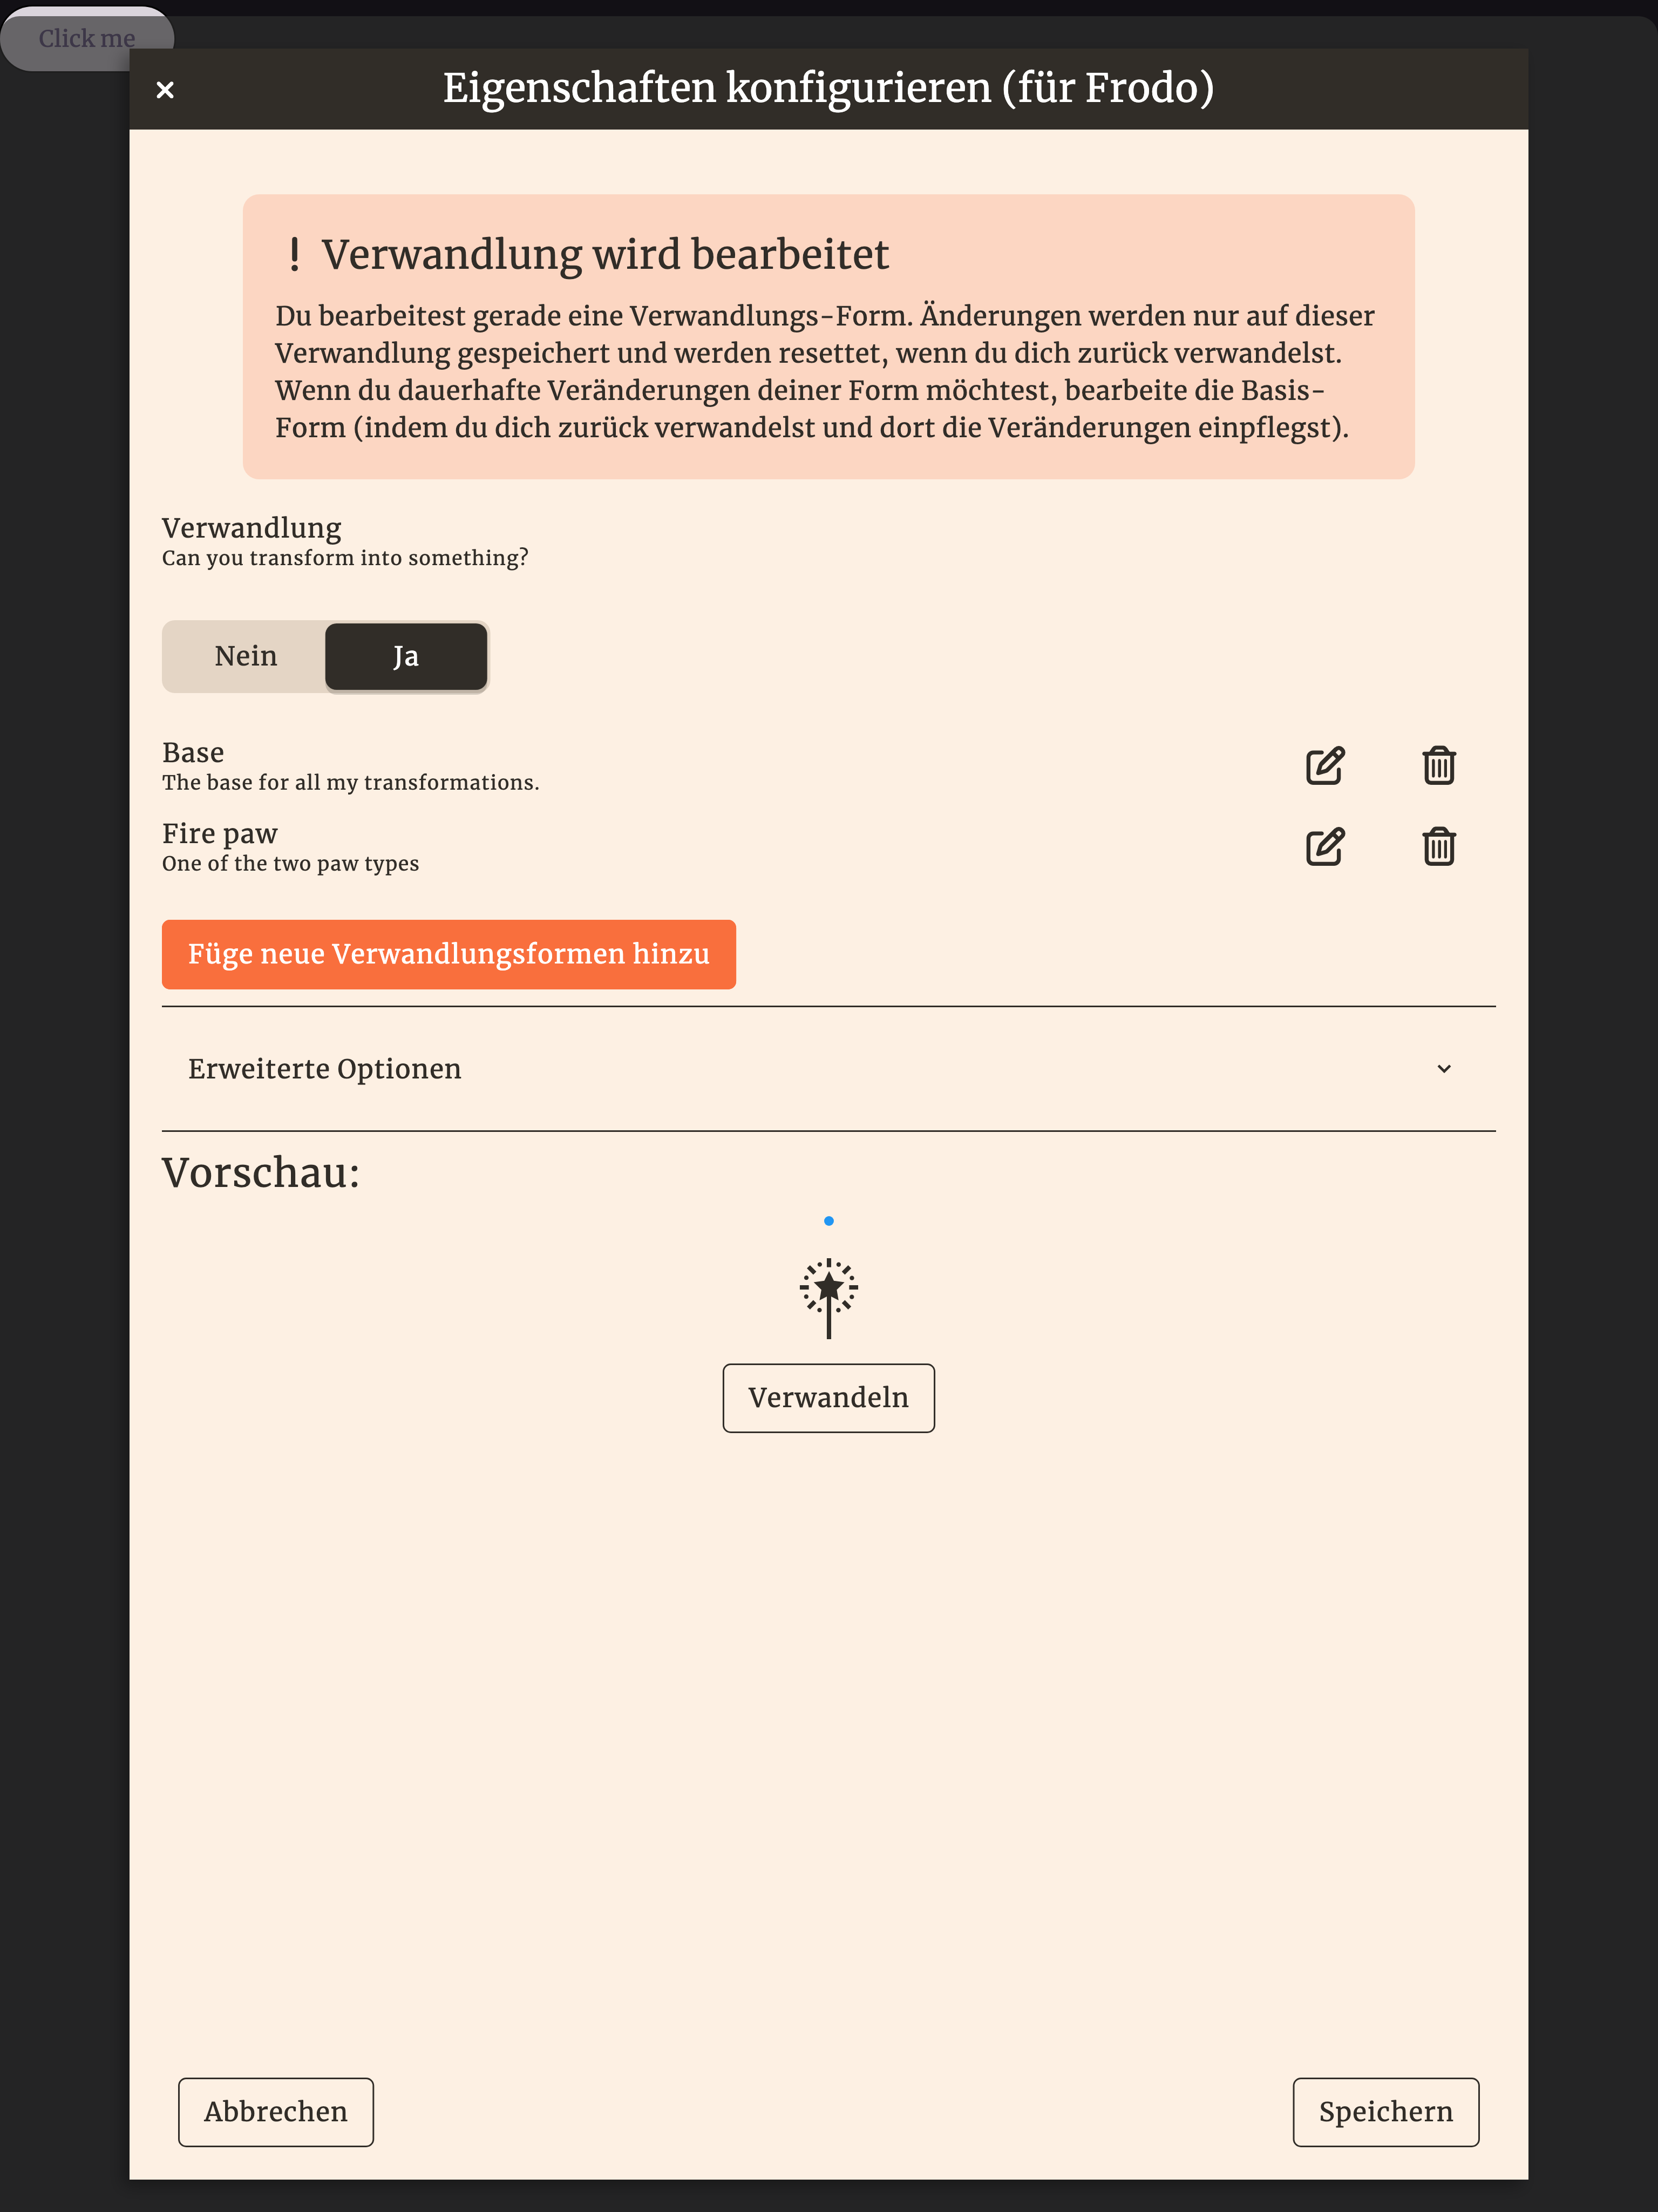 Click me
Eigenschaften konfigurieren (für Frodo)
! Verwandlung wird bearbeitet
Du bearbeitest gerade eine Verwandlungs-Form. Änderungen werden nur auf dieser
Verwandlung gespeichert und werden resettet, wenn du dich zurück verwandelst.
Wenn du dauerhafte Veränderungen deiner Form möchtest, bearbeite die Basis-
Form (indem du dich zurück verwandelst und dort die Veränderungen einpflegst).
Verwandlung
Can you transform into something?
Nein Ja
Base
The base for all my transformations.
Fire paw
One of the two paw types
Füge neue Verwandlungsformen hinzu
Erweiterte Optionen
Vorschau:
Verwandeln
Abbrechen Speichern